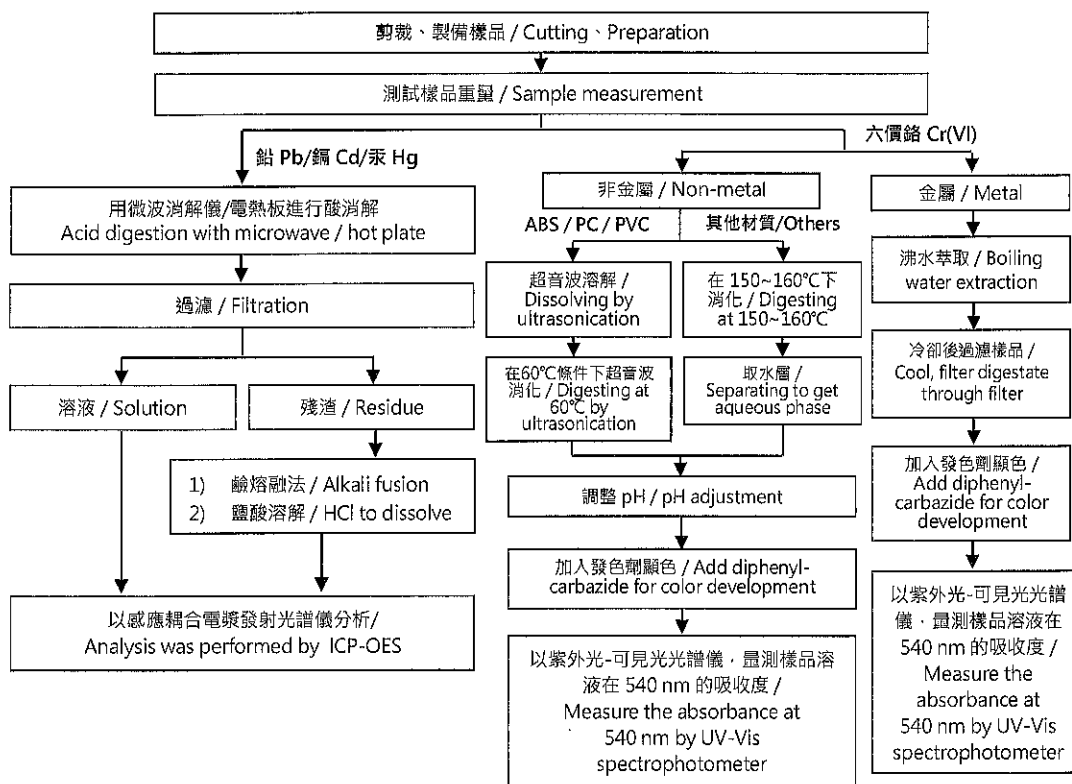 剪裁、製備樣品 / Cutting、Preparation
測試樣品重量 / Sample measurement
鉛 Pb/鎘 Cd/汞 Hg
六價鉻 Cr(VI)
用微波消解儀/電熱板進行酸消解
Acid digestion with microwave / hot plate
過濾 / Filtration
溶液 / Solution
殘渣 / Residue
1) 鹼熔融法 / Alkali fusion
2) 鹽酸溶解 / HCl to dissolve
以感應耦合電漿發射光譜儀分析/
Analysis was performed by ICP-OES
非金屬 / Non-metal
ABS / PC / PVC
其他材質/Others
超音波溶解 /
Dissolving by
ultrasonication
在 150~160℃下
消化 / Digesting
at 150~160℃
在60℃條件下超音波
消化 / Digesting at
60℃ by
ultrasonication
取水層 /
Separating to get
aqueous phase
調整 pH / pH adjustment
加入發色劑顯色 / Add diphenyl-
carbazide for color development
以紫外光-可見光光譜儀，量測樣品溶
液在 540 nm 的吸收度 /
Measure the absorbance at
540 nm by UV-Vis
spectrophotometer
金屬 / Metal
沸水萃取 / Boiling
water extraction
冷卻後過濾樣品 /
Cool, filter digestate
through filter
加入發色劑顯色 /
Add diphenyl-
carbazide for color
development
以紫外光-可見光光譜
儀，量測樣品溶液在
540 nm 的吸收度 /
Measure the
absorbance at
540 nm by UV-Vis
spectrophotometer